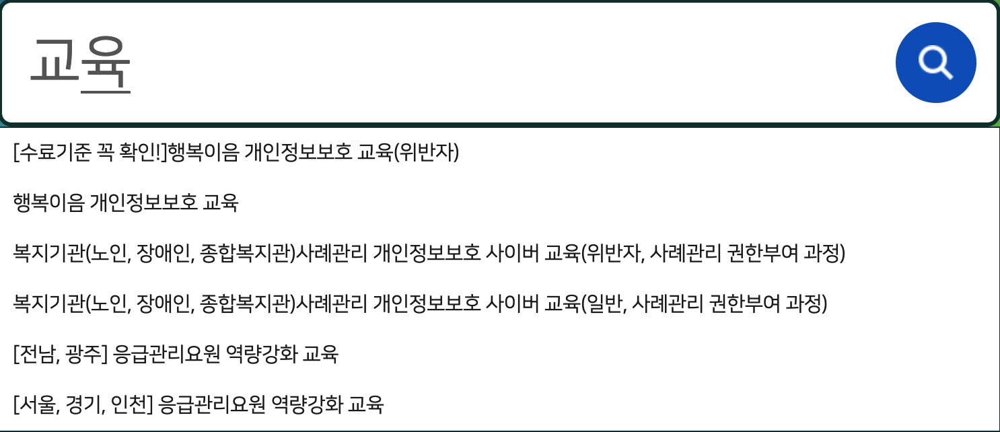 교육
[수료기준 꼭 확인!]행복이음 개인정보보호 교육(위반자)
행복이음 개인정보보호 교육
복지기관(노인, 장애인, 종합복지관)사례관리 개인정보보호 사이버 교육(위반자, 사례관리 권한부여 과정)
복지기관(노인, 장애인, 종합복지관)사례관리 개인정보보호 사이버 교육(일반, 사례관리 권한부여 과정)
[전남, 광주] 응급관리요원 역량강화 교육
[서울, 경기, 인천] 응급관리요원 역량강화 교육